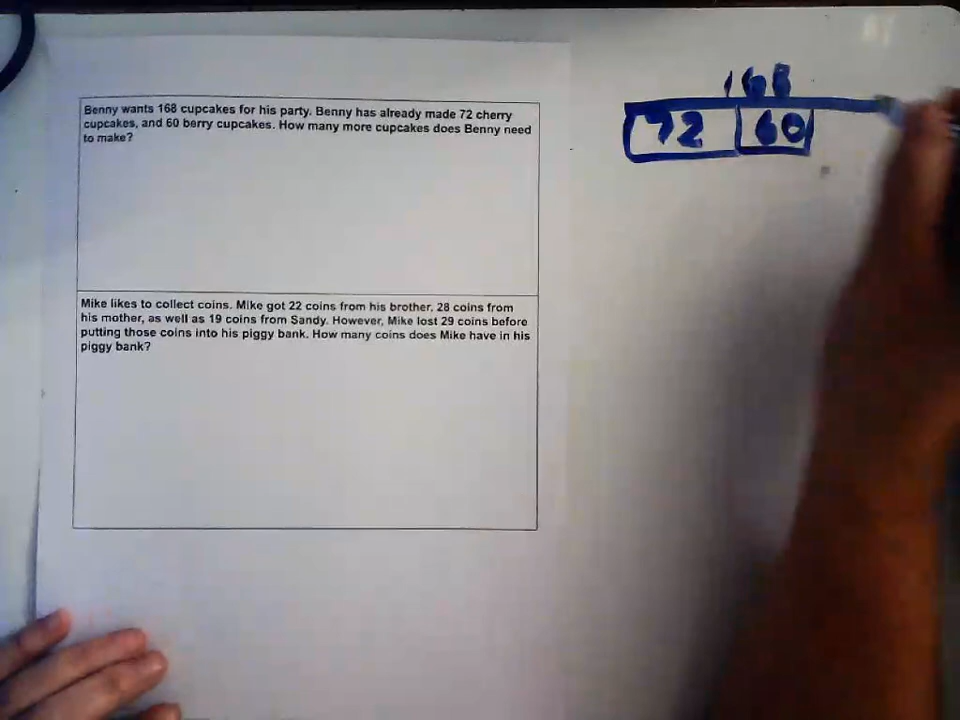 Benny wants 168 cupcakes for his party. Benny has already made 72 cherry
cupcakes, and 60 berry cupcakes. How many more cupcakes does Benny need
to make?
Mike likes to collect coins. Mike got 22 coins from his brother, 28 coins from
his mother, as well as 19 coins from Sandy. However, Mike lost 29 coins before
putting those coins into his piggy bank. How many coins does Mike have in his
piggy bank?
168
72 60